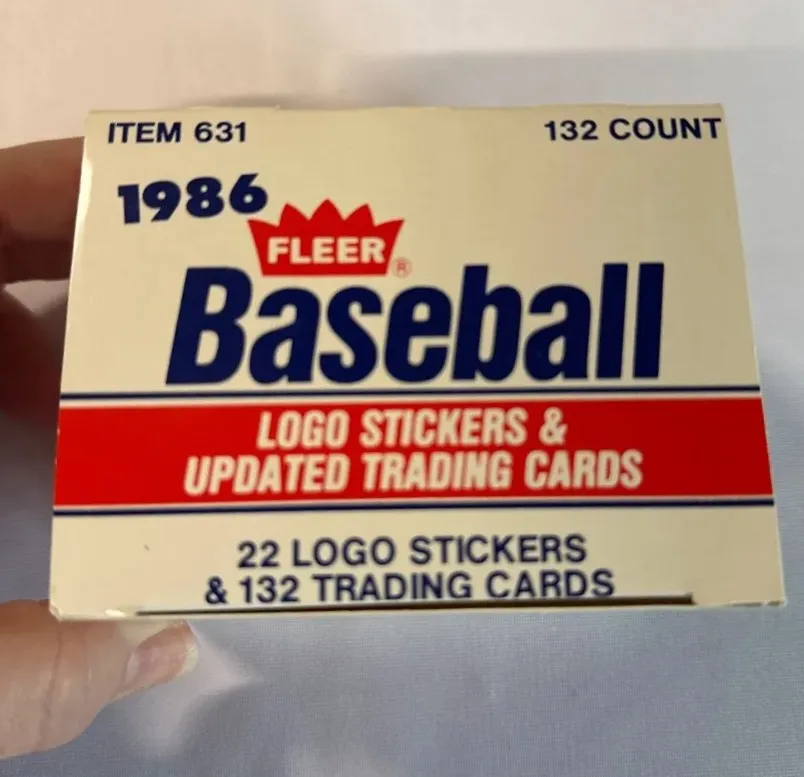 ITEM 631 132 COUNT
1986
FLEER®
Baseball
LOGO STICKERS &
UPDATED TRADING CARDS
22 LOGO STICKERS
& 132 TRADING CARDS